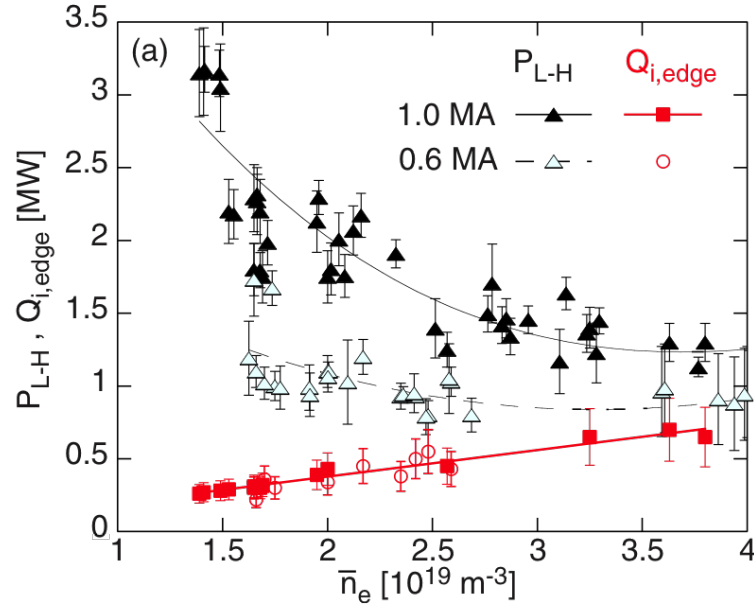 (a)
P_L-H Q_i,edge
1.0 MA
0.6 MA
P_L-H , Q_i,edge [MW]
3.5
3
2.5
2
1.5
1
0.5
0
1 1.5 2 2.5 3 3.5 4
n̅_e [10^19 m^-3]